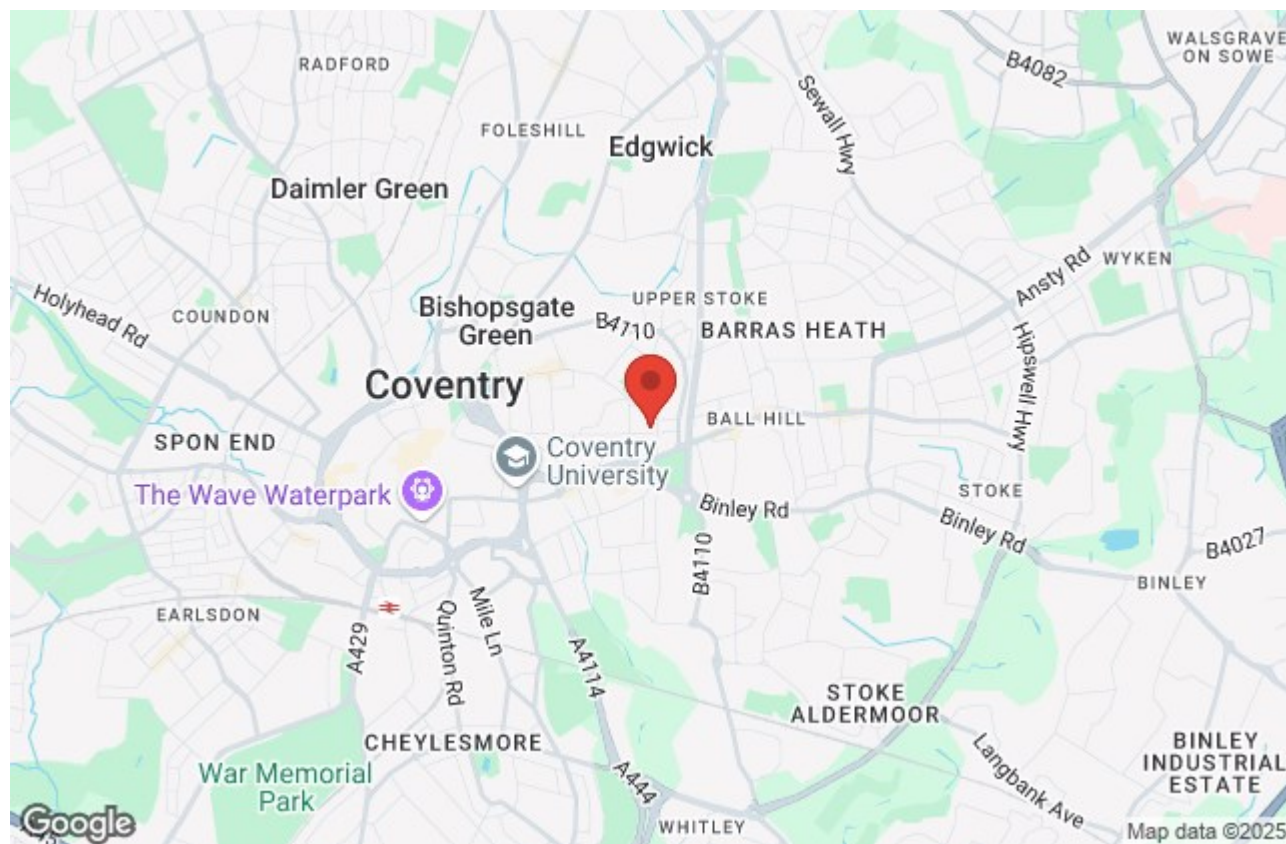 RADFORD
WALSGRAVE
ON SOWE
B4082
Sewall Hwy
FOLESHILL
Edgwick
Daimler Green
WYKEN
Ansty Rd
Holyhead Rd
COUNDON
Bishopsgate
Green
UPPER STOKE
B4110
BARRAS HEATH
Hipswell Hwy
Coventry
BALL HILL
SPON END
Coventry
University
The Wave Waterpark
STOKE
Binley Rd
Binley Rd
B4027
B4110
BINLEY
EARLSDON
A429
Quinton Rd
Mile Ln
A4114
STOKE
ALDERMOOR
CHEYLESMORE
Langbank Ave
BINLEY
INDUSTRIAL
ESTATE
War Memorial
Park
A444
WHITLEY
Google
Map data ©2025